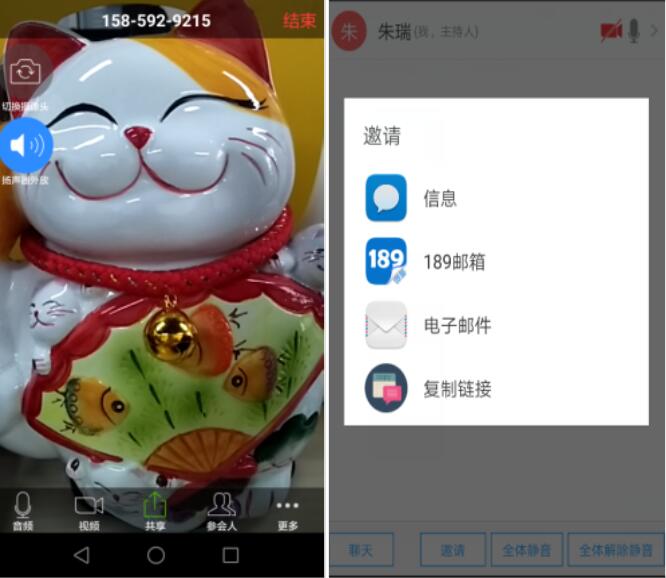 158-592-9215
结束
切换摄像头
扬声器外放
音频
视频
共享
参会人
更多
朱
朱瑞(我，主持人)
邀请
信息
189
189邮箱
电子邮件
复制链接
聊天
邀请
全体静音
全体解除静音